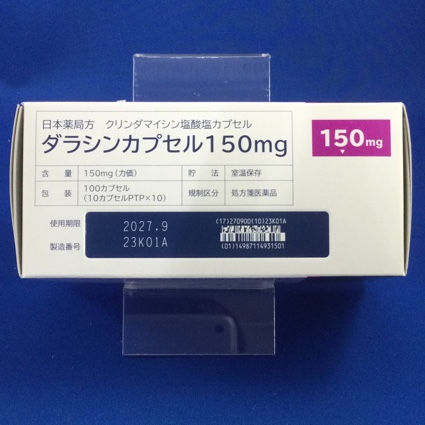 日本薬局方 クリンダマイシン塩酸塩カプセル
ダラシンカプセル150mg
150mg
含量 150mg(力価) 貯法 室温保存
包装 100カプセル
(10カプセルPTP×10) 規制区分 処方箋医薬品
使用期限 2027.9
製造番号 23K01A
(17)270900(10)23K01A
(01)14987114931501